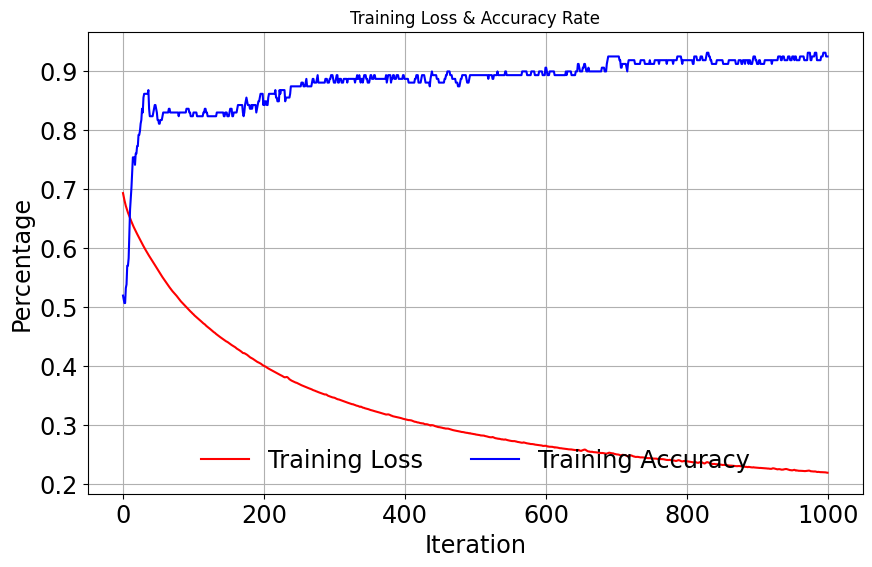 Training Loss & Accuracy Rate
Percentage
0.9
0.8
0.7
0.6
0.5
0.4
0.3
0.2
Training Loss
Training Accuracy
0
200
400
600
800
1000
Iteration